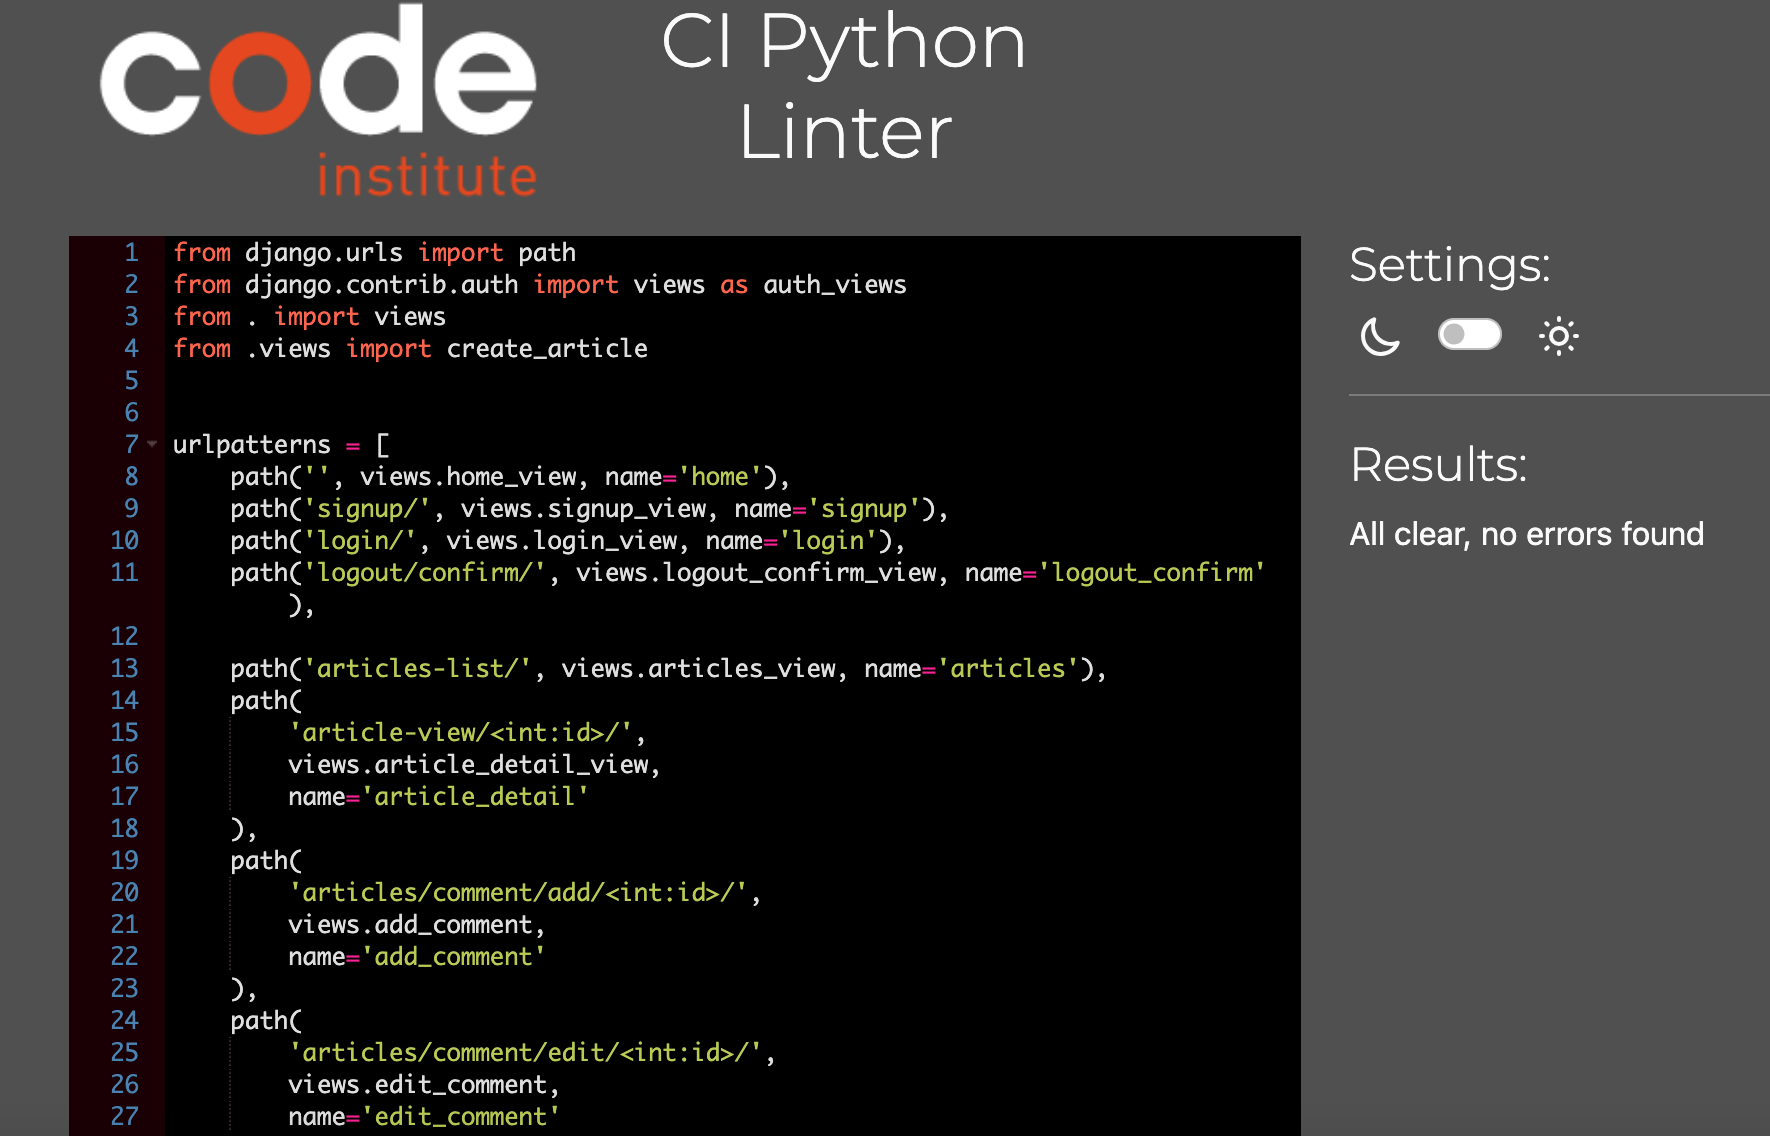 code
institute
CI Python
Linter
1 from django.urls import path
2 from django.contrib.auth import views as auth_views
3 from . import views
4 from .views import create_article
5
6
7 urlpatterns = [
8     path('', views.home_view, name='home'),
9     path('signup/', views.signup_view, name='signup'),
10     path('login/', views.login_view, name='login'),
11     path('logout/confirm/', views.logout_confirm_view, name='logout_confirm'
        ),
12
13     path('articles-list/', views.articles_view, name='articles'),
14     path(
15         'article-view/<int:id>/',
16         views.article_detail_view,
17         name='article_detail'
18     ),
19     path(
20         'articles/comment/add/<int:id>/',
21         views.add_comment,
22         name='add_comment'
23     ),
24     path(
25         'articles/comment/edit/<int:id>/',
26         views.edit_comment,
27         name='edit_comment'
Settings:
Results:
All clear, no errors found